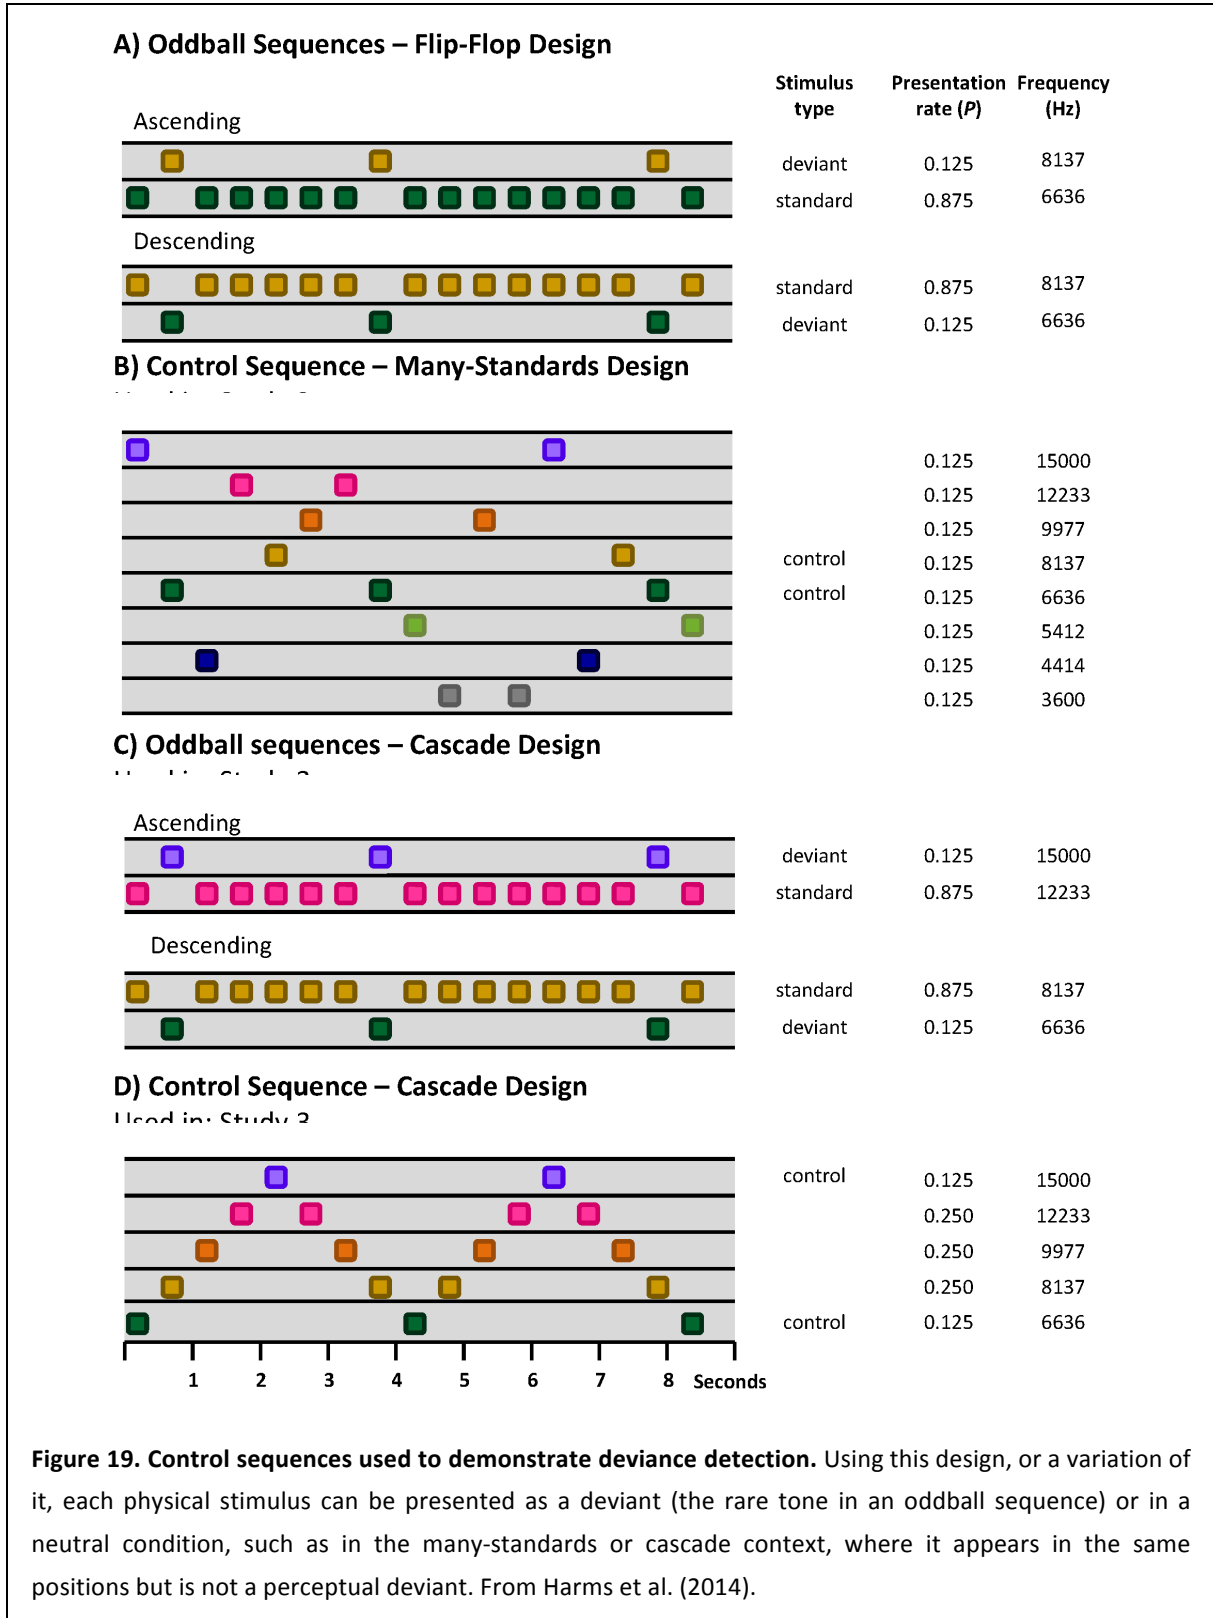 A) Oddball Sequences – Flip-Flop Design
Stimulus type Presentation rate (P) Frequency (Hz)
Ascending
deviant 0.125 8137
standard 0.875 6636
Descending
standard 0.875 8137
deviant 0.125 6636
B) Control Sequence – Many-Standards Design
0.125 15000
0.125 12233
0.125 9977
control 0.125 8137
control 0.125 6636
0.125 5412
0.125 4414
0.125 3600
C) Oddball sequences – Cascade Design
Ascending
deviant 0.125 15000
standard 0.875 12233
Descending
standard 0.875 8137
deviant 0.125 6636
D) Control Sequence – Cascade Design
Used in: Study 3
control 0.125 15000
0.250 12233
0.250 9977
0.250 8137
control 0.125 6636
1 2 3 4 5 6 7 8 Seconds
Figure 19. Control sequences used to demonstrate deviance detection. Using this design, or a variation of
it, each physical stimulus can be presented as a deviant (the rare tone in an oddball sequence) or in a
neutral condition, such as in the many-standards or cascade context, where it appears in the same
positions but is not a perceptual deviant. From Harms et al. (2014).